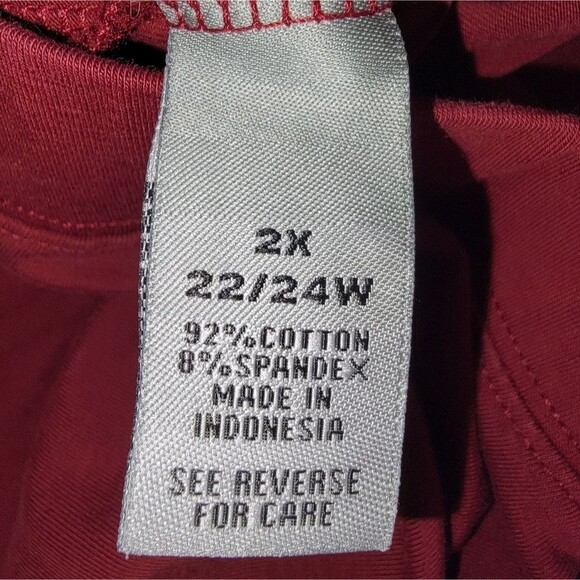 2X
22/24W
92%COTTON
8%SPANDEX
MADE IN
INDONESIA
SEE REVERSE
FOR CARE